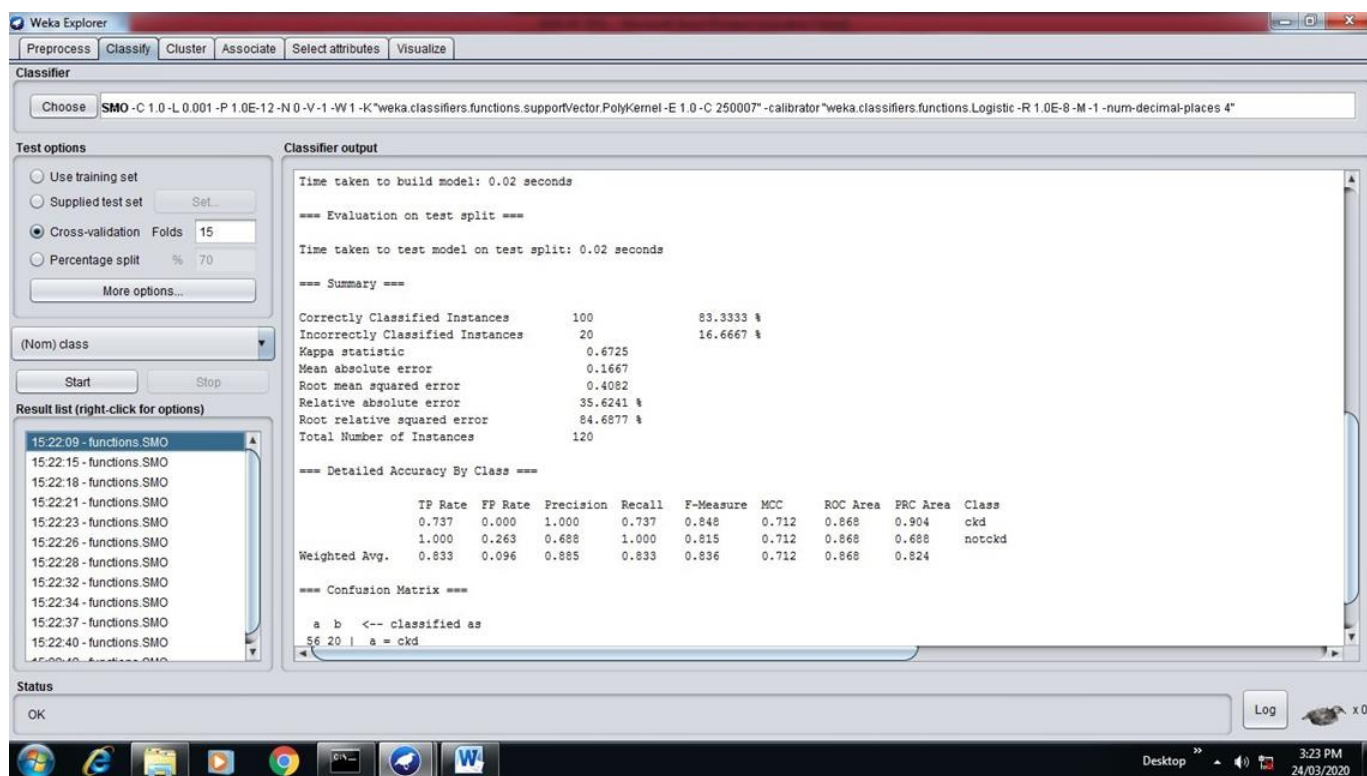 Weka Explorer
Preprocess Classify Cluster Associate Select attributes Visualize
Classifier
Choose SMO -C 1.0 -L 0.001 -P 1.0E-12 -N 0 -V -1 -W 1 -K "weka.classifiers.functions.supportVector.PolyKernel -E 1.0 -C 250007" -calibrator "weka.classifiers.functions.Logistic -R 1.0E-8 -M -1 -num-decimal-places 4"
Test options
Use training set
Supplied test set Set...
Cross-validation Folds 15
Percentage split % 70
More options...
(Nom) class
Start Stop
Result list (right-click for options)
15:22:09 - functions.SMO
15:22:15 - functions.SMO
15:22:18 - functions.SMO
15:22:21 - functions.SMO
15:22:23 - functions.SMO
15:22:26 - functions.SMO
15:22:28 - functions.SMO
15:22:32 - functions.SMO
15:22:34 - functions.SMO
15:22:37 - functions.SMO
15:22:40 - functions.SMO
Classifier output
Time taken to build model: 0.02 seconds
=== Evaluation on test split ===
Time taken to test model on test split: 0.02 seconds
=== Summary ===
Correctly Classified Instances 100 83.3333 %
Incorrectly Classified Instances 20 16.6667 %
Kappa statistic 0.6725
Mean absolute error 0.1667
Root mean squared error 0.4082
Relative absolute error 35.6241 %
Root relative squared error 84.6877 %
Total Number of Instances 120
=== Detailed Accuracy By Class ===
TP Rate FP Rate Precision Recall F-Measure MCC ROC Area PRC Area Class
0.737 0.000 1.000 0.737 0.848 0.712 0.868 0.904 ckd
1.000 0.263 0.688 1.000 0.815 0.712 0.868 0.688 notckd
Weighted Avg. 0.833 0.096 0.885 0.833 0.836 0.712 0.868 0.824
=== Confusion Matrix ===
a b <-- classified as
56 20 | a = ckd
Status
OK
Log x 0
Desktop 3:23 PM
24/03/2020